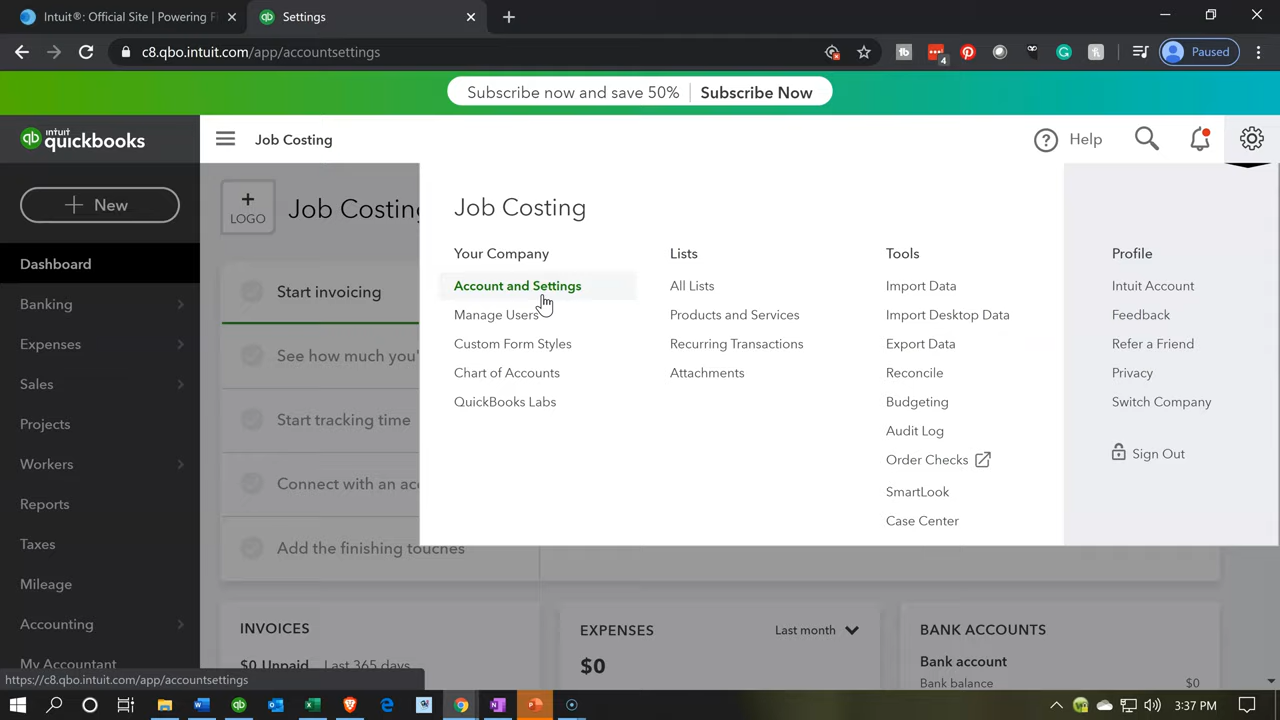 Intuit®: Official Site | Powering P
Settings
c8.qbo.intuit.com/app/accountsettings
4
Paused
Subscribe now and save 50%
Subscribe Now
intuit
quickbooks
Job Costing
Help
New
Dashboard
Banking
Expenses
Sales
Projects
Workers
Reports
Taxes
Mileage
Accounting
My Accountant
+
LOGO
Job Costing
Start invoicing
See how much you'
Start tracking time
Connect with an acc
Add the finishing touches
Job Costing
Your Company
Account and Settings
Manage Users
Custom Form Styles
Chart of Accounts
QuickBooks Labs
Lists
All Lists
Products and Services
Recurring Transactions
Attachments
Tools
Import Data
Import Desktop Data
Export Data
Reconcile
Budgeting
Audit Log
Order Checks
SmartLook
Case Center
Profile
Intuit Account
Feedback
Refer a Friend
Privacy
Switch Company
Sign Out
INVOICES
$0 Unpaid Last 365 days
EXPENSES
Last month
$0
BANK ACCOUNTS
Bank account
Bank balance
$0
https://c8.qbo.intuit.com/app/accountsettings
3:37 PM